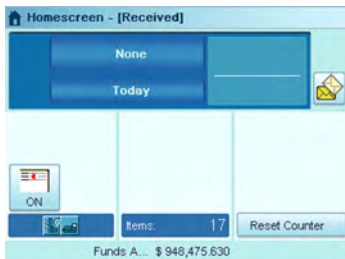 Homescreen - [Received]
None
Today
ON
Items: 17
Reset Counter
Funds A... $ 948,475.630